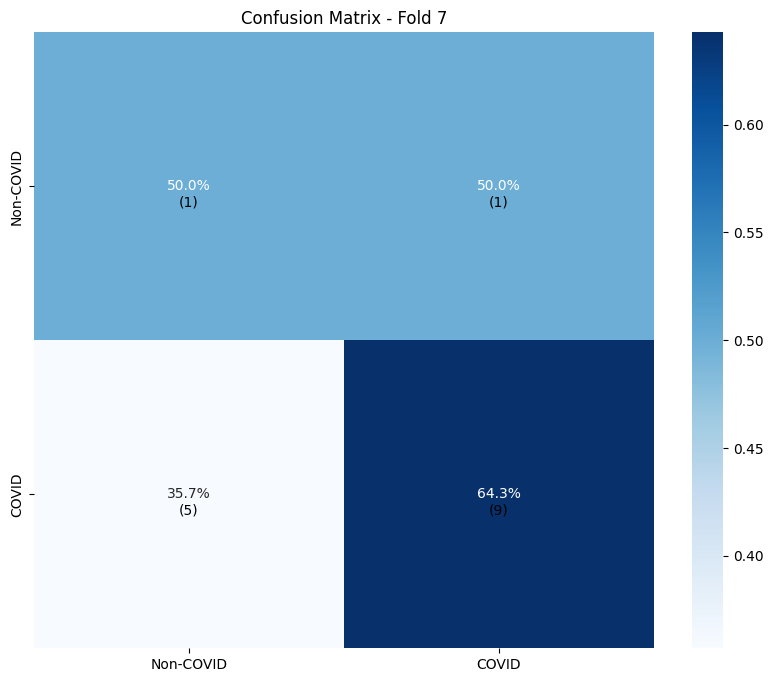 Confusion Matrix - Fold 7
Non-COVID
50.0%
(1)
50.0%
(1)
COVID
35.7%
(5)
64.3%
(9)
Non-COVID
COVID
0.60
0.55
0.50
0.45
0.40